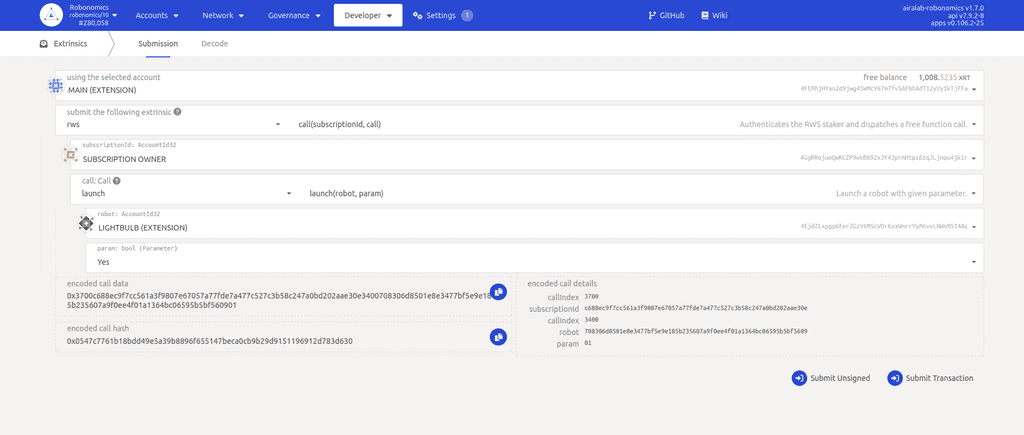 Robonomics
robonomics/10
#280,058
Accounts
Network
Governance
Developer
Settings
1
GitHub
Wiki
airalab-robonomics v1.7.0
api v7.9.2-8
apps v0.106.2-25
Extrinsics
Submission
Decode
using the selected account
MAIN (EXTENSION)
free balance 1,008.5235 XRT
submit the following extrinsic
rws
call(subscriptionId, call)
Authenticates the RWS staker and dispatches a free function call.
subscriptionId: AccountId32
SUBSCRIPTION OWNER
call: Call
launch
launch(robot, param)
Launch a robot with given parameter.
robot: AccountId32
LIGHTBULB (EXTENSION)
param: bool (Parameter)
Yes
encoded call data
0x3700c688ec9f7cc561a3f9807e67057a77fde7a477c527c3b58c247a0bd202aae30e3400708306d8501e8e3477bf5e9e18
5b235607a9f0ee4f01a1364bc06595b5bf560901
encoded call details
callIndex 3700
subscriptionId c688ec9f7cc561a3f9807e67057a77fde7a477c527c3b58c247a0bd202aae30e
callIndex 3400
robot 708306d8501e8e3477bf5e9e185b235607a9f0ee4f01a1364bc06595b5bf5609
param 01
encoded call hash
0x0547c7761b18bdd49e5a39b8896f655147beca0cb9b29d9151196912d783d630
Submit Unsigned
Submit Transaction